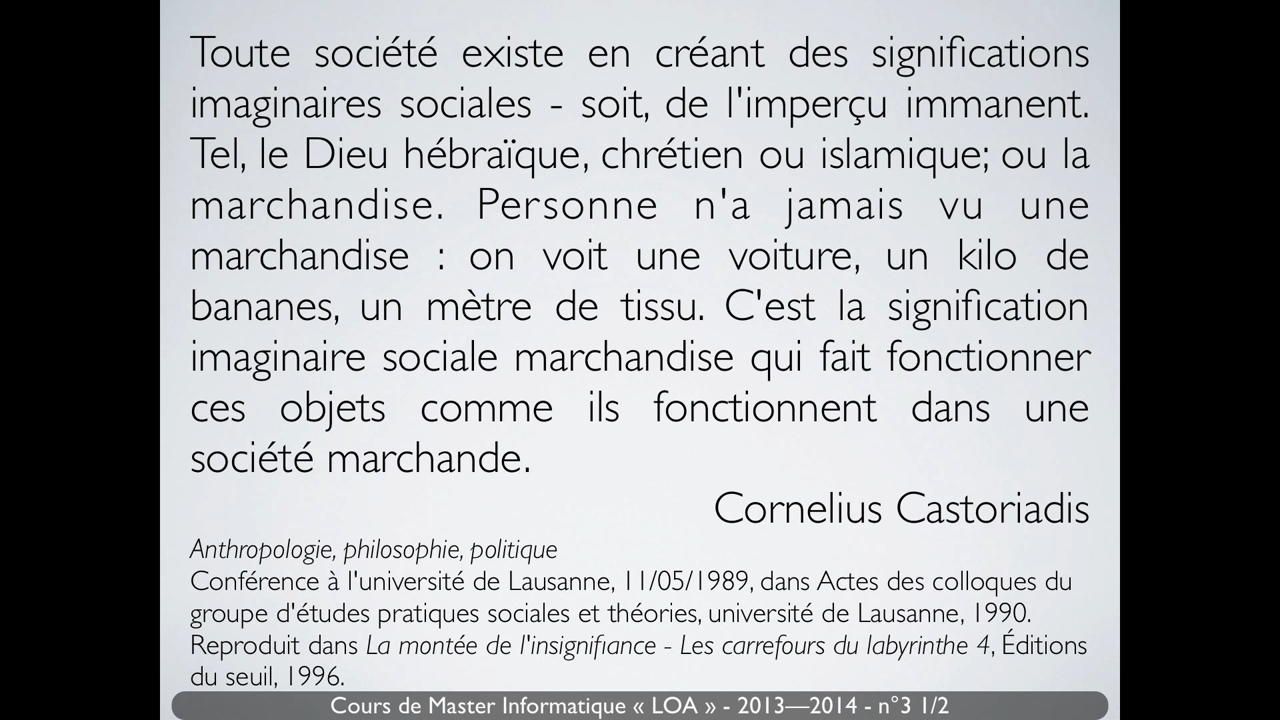 Toute société existe en créant des significations
imaginaires sociales - soit, de l'imperçu immanent.
Tel, le Dieu hébraïque, chrétien ou islamique; ou la
marchandise. Personne n'a jamais vu une
marchandise : on voit une voiture, un kilo de
bananes, un mètre de tissu. C'est la signification
imaginaire sociale marchandise qui fait fonctionner
ces objets comme ils fonctionnent dans une
société marchande.
Cornelius Castoriadis
Anthropologie, philosophie, politique
Conférence à l'université de Lausanne, 11/05/1989, dans Actes des colloques du
groupe d'études pratiques sociales et théories, université de Lausanne, 1990.
Reproduit dans La montée de l'insignifiance - Les carrefours du labyrinthe 4, Éditions
du seuil, 1996.
Cours de Master Informatique « LOA » - 2013—2014 - n°3 1/2